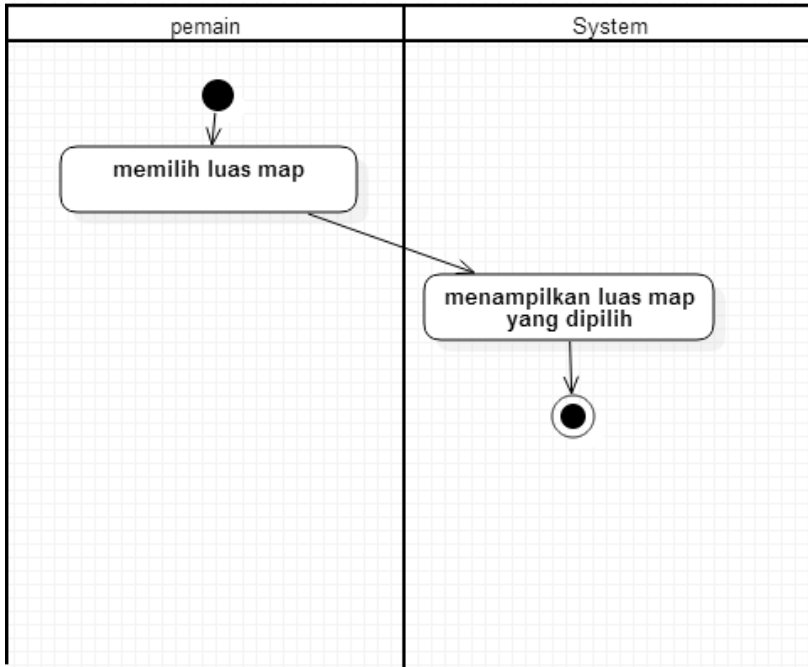 pemain
System
memilih luas map
menampilkan luas map
yang dipilih